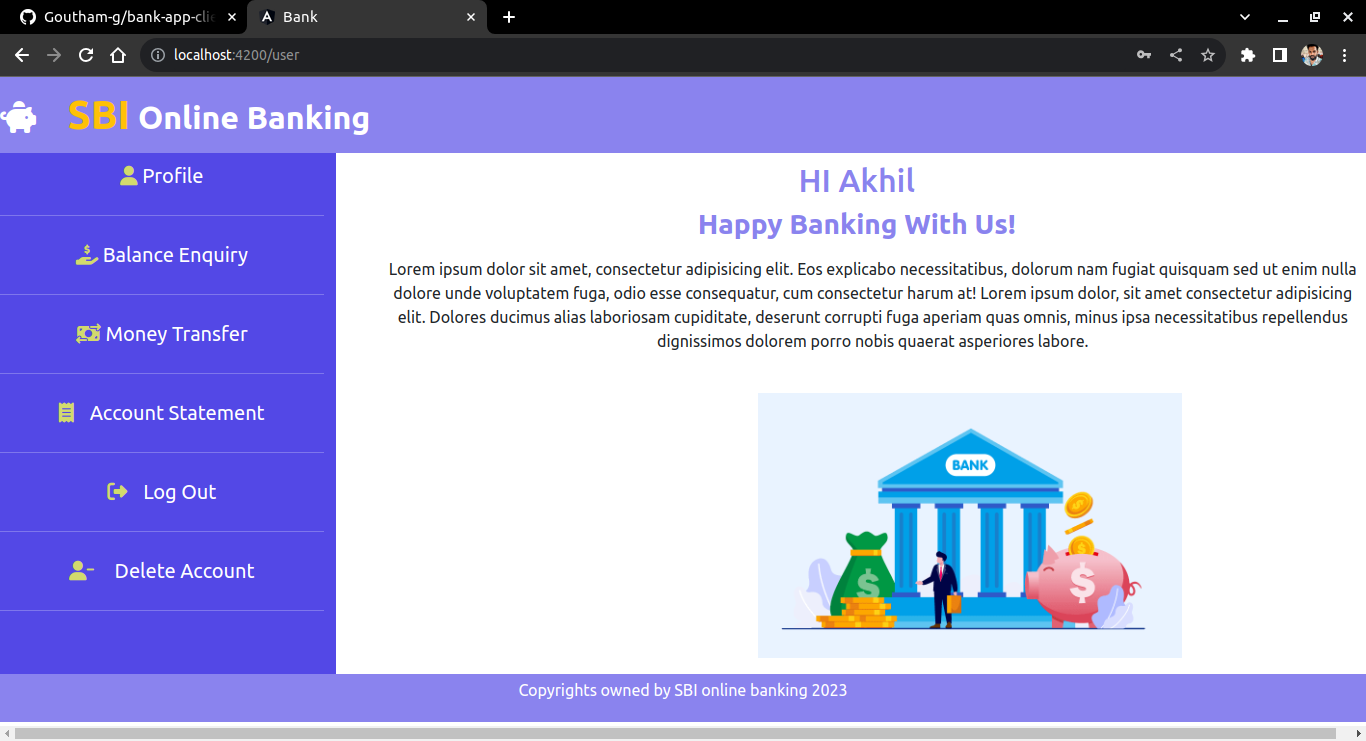 Goutham-g/bank-app-clie
Bank
localhost:4200/user
SBI Online Banking
Profile
Balance Enquiry
Money Transfer
Account Statement
Log Out
Delete Account
HI Akhil
Happy Banking With Us!
Lorem ipsum dolor sit amet, consectetur adipisicing elit. Eos explicabo necessitatibus, dolorum nam fugiat quisquam sed ut enim nulla
dolore unde voluptatem fuga, odio esse consequatur, cum consectetur harum at! Lorem ipsum dolor, sit amet consectetur adipisicing
elit. Dolores ducimus alias laboriosam cupiditate, deserunt corrupti fuga aperiam quas omnis, minus ipsa necessitatibus repellendus
dignissimos dolorem porro nobis quaerat asperiores labore.
BANK
$
$
Copyrights owned by SBI online banking 2023